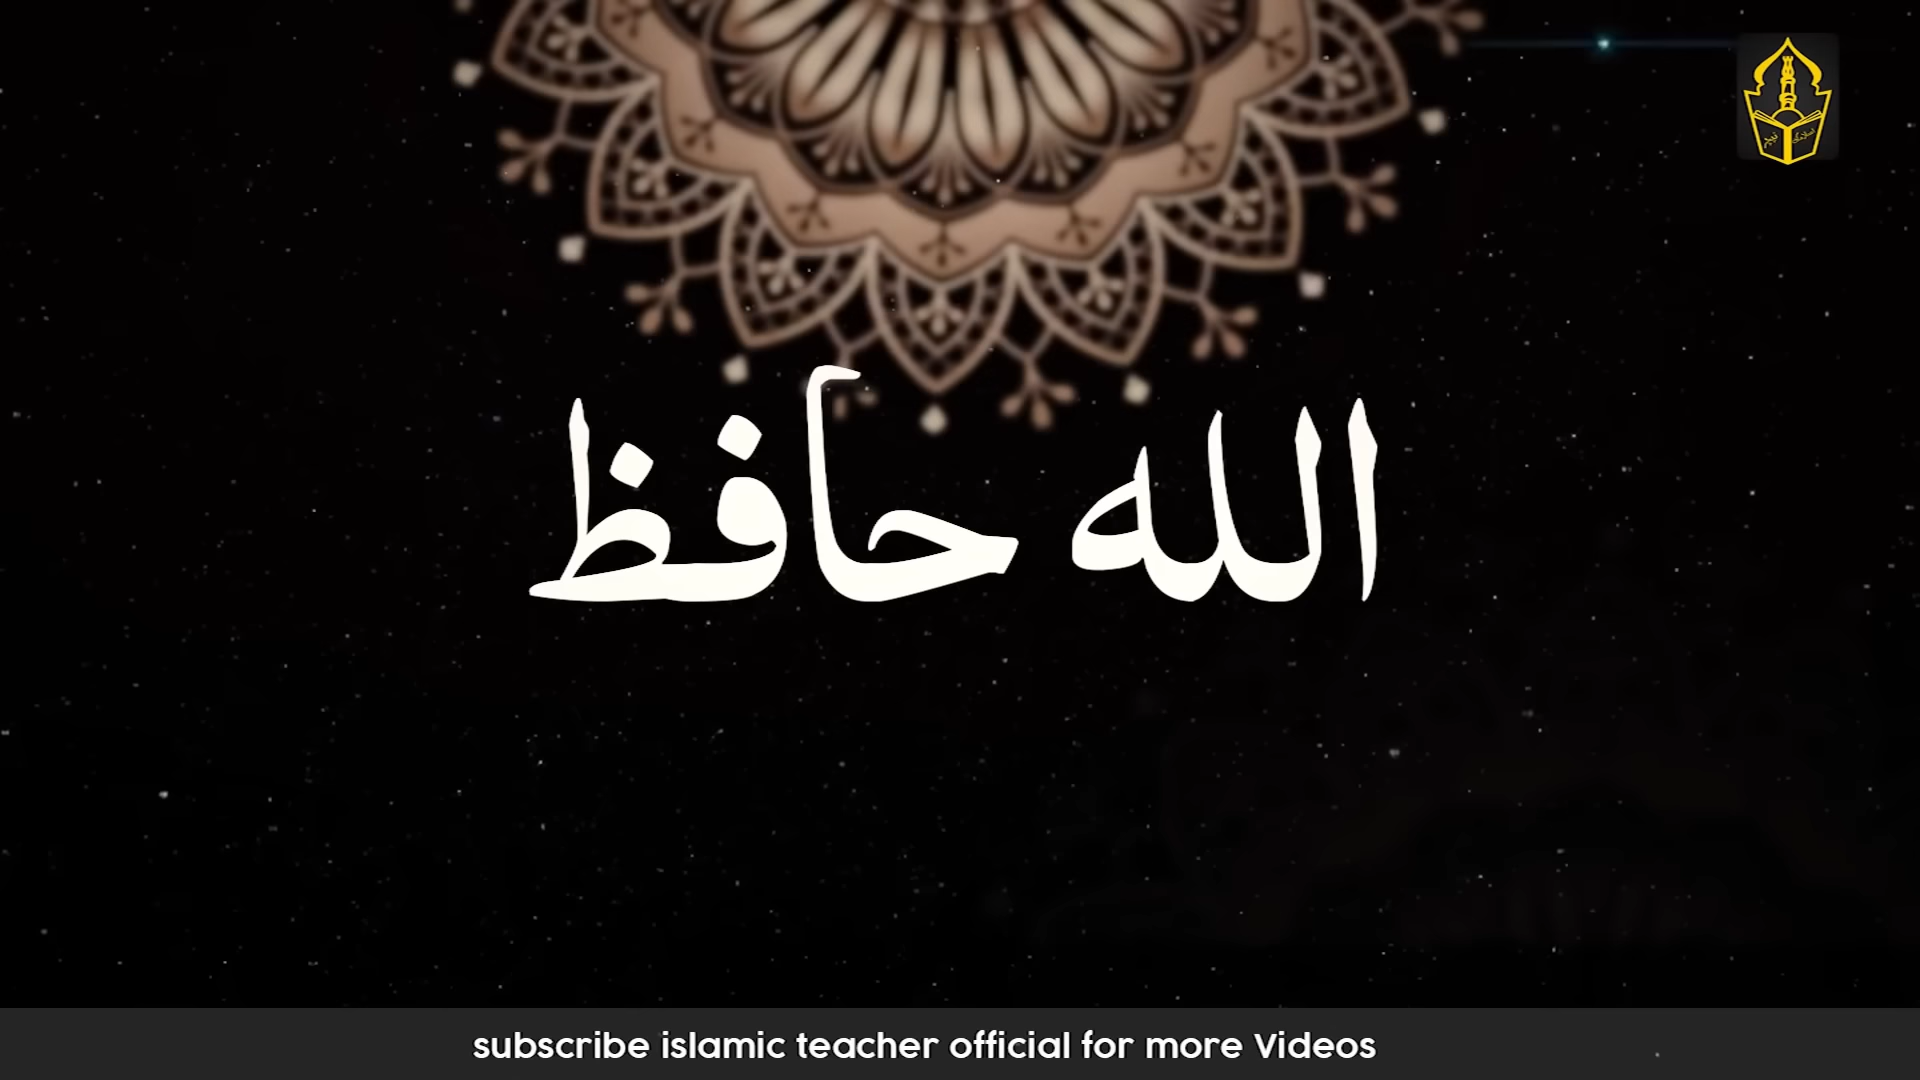 الله حافظ
subscribe islamic teacher official for more Videos